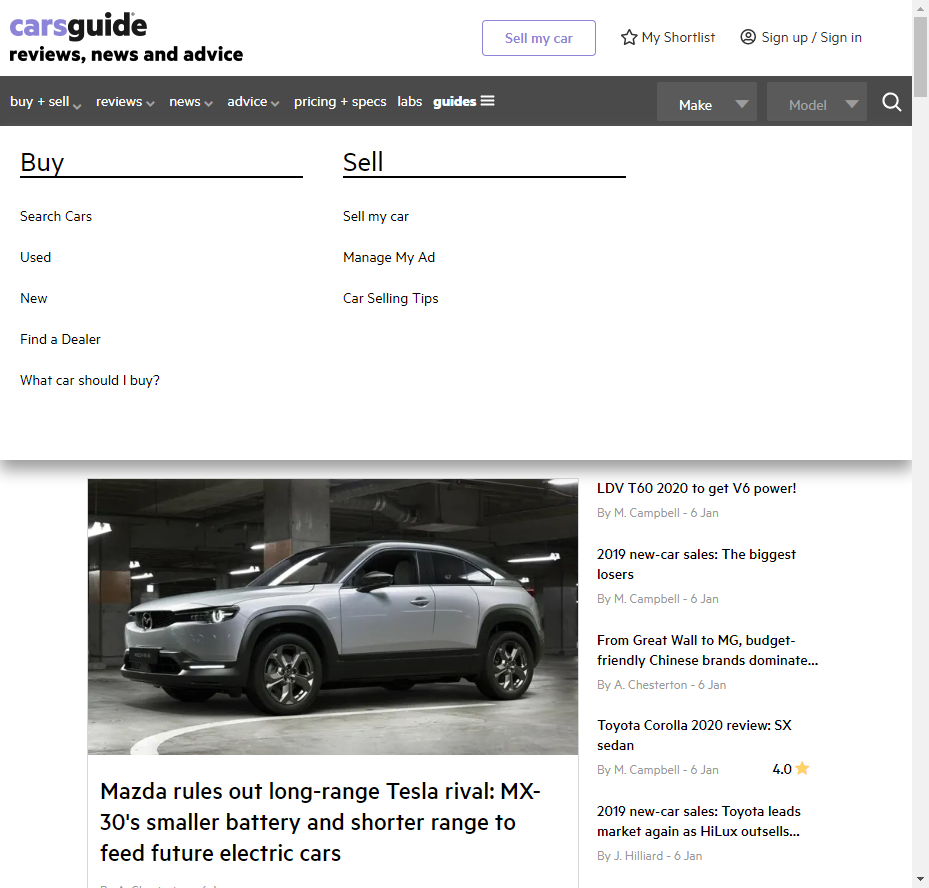 carsguide
reviews, news and advice
Sell my car
My Shortlist
Sign up / Sign in
buy + sell
reviews
news
advice
pricing + specs
labs
guides
Make
Model
Buy
Search Cars
Used
New
Find a Dealer
What car should I buy?
Sell
Sell my car
Manage My Ad
Car Selling Tips
Mazda rules out long-range Tesla rival: MX-
30's smaller battery and shorter range to
feed future electric cars
LDV T60 2020 to get V6 power!
By M. Campbell - 6 Jan
2019 new-car sales: The biggest
losers
By M. Campbell - 6 Jan
From Great Wall to MG, budget-
friendly Chinese brands dominate...
By A. Chesterton - 6 Jan
Toyota Corolla 2020 review: SX
sedan
By M. Campbell - 6 Jan
4.0
2019 new-car sales: Toyota leads
market again as HiLux outsells...
By J. Hilliard - 6 Jan